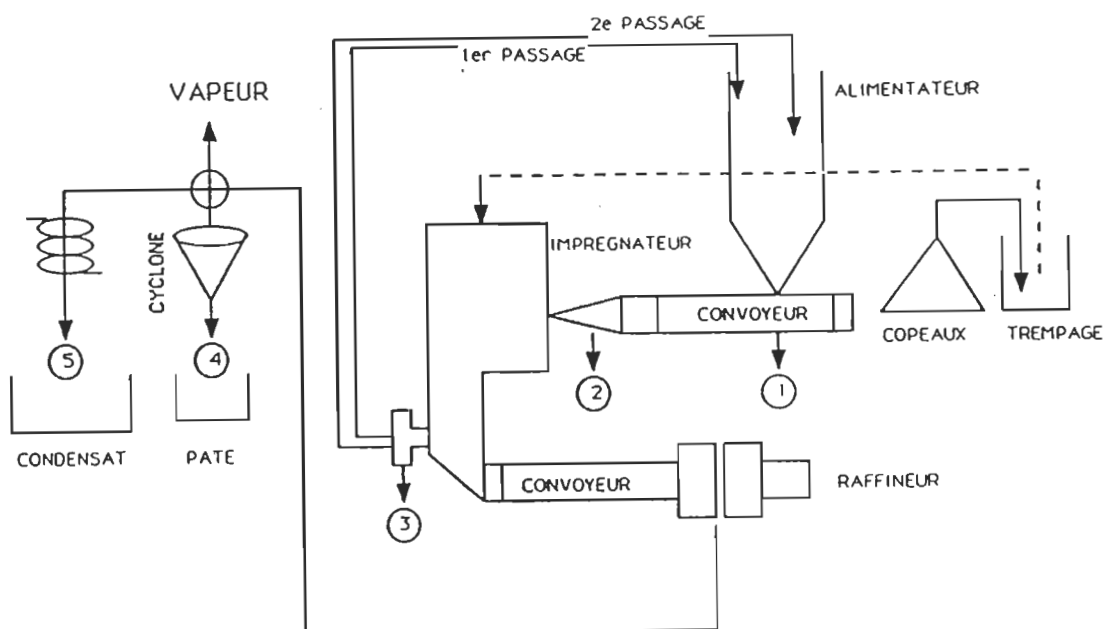 2e PASSAGE
1er PASSAGE
VAPEUR
ALIMENTATEUR
IMPREGNATEUR
CYCLONE
CONVOYEUR
COPEAUX
TREMPAGE
5
4
2
1
CONDENSAT
PATE
CONVOYEUR
RAFFINEUR
3